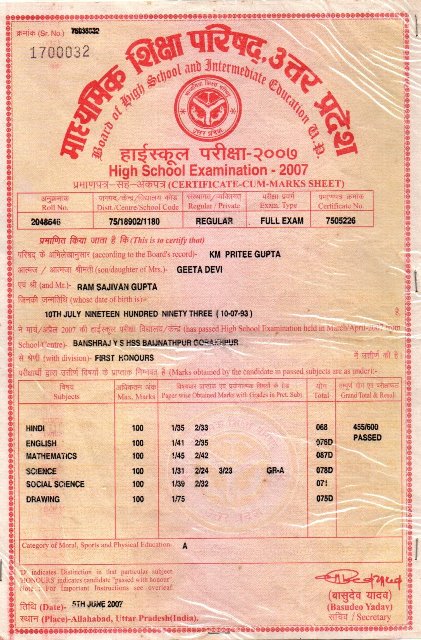 क्रमांक (Sr. No.) 75035032
1700032
माध्यमिक शिक्षा परिषद्, उत्तर प्रदेश
Board of High School and Intermediate Education U. P.
हाईस्कूल परीक्षा-२००७
High School Examination - 2007
प्रमाणपत्र-सह-अंकपत्र (CERTIFICATE-CUM-MARKS SHEET)
अनुक्रमांक जनपद/केन्द्र/विद्यालय कोड संस्थागत/व्यक्तिगत परीक्षा प्रवर्ग प्रमाणपत्र क्रमांक
Roll No. Distt./Centre/School Code Regular / Private Exam. Type Certificate No.
2048646 75/18902/1180 REGULAR FULL EXAM 7505226
प्रमाणित किया जाता है कि (This is to certify that)
परिषद के अभिलेखानुसार (according to the Board's record) KM PRITEE GUPTA
आत्मज / आत्मजा श्रीमती (son/daughter of Mrs.) GEETA DEVI
एवं श्री (and Mr.) RAM SAJIVAN GUPTA
जिनकी जन्मतिथि (whose date of birth is)
10TH JULY NINETEEN HUNDRED NINETY THREE ( 10-07-93 ) है,
ने मार्च/अप्रैल 2007 की हाईस्कूल परीक्षा विद्यालय/केन्द्र (has passed High School Examination held in March/April-2007 from
School/Centre) BANSHRAJ Y S HSS BAIJNATHPUR GORAKHPUR
से श्रेणी (with division) FIRST HONOURS में उत्तीर्ण की है।
परीक्षार्थी द्वारा उत्तीर्ण विषयों के प्राप्तांक निम्नवत हैं (Marks obtained by the candidate in passed subjects are as under):-
विषय अधिकतम अंक योग
Subjects Max. Marks Paper wise Obtained Marks with Grades in Pract. Sub. Total Grand Total & Result
HINDI 100 1/35 2/33 068 455/600
ENGLISH 100 1/41 2/35 076D PASSED
MATHEMATICS 100 1/45 2/42 087D
SCIENCE 100 1/31 2/24 3/23 GR-A 078D
SOCIAL SCIENCE 100 1/39 2/32 071
DRAWING 100 1/75 075D
Category of Moral, Sports and Physical Education- A
'D' indicates Distinction in that particular subject
'HONOURS' indicates candidate "passed with honour"
Note : For Important Instructions see overleaf
तिथि (Date)- 5TH JUNE 2007
स्थान (Place)-Allahabad, Uttar Pradesh(India).
(बासुदेव यादव)
(Basudeo Yadav)
सचिव / Secretary